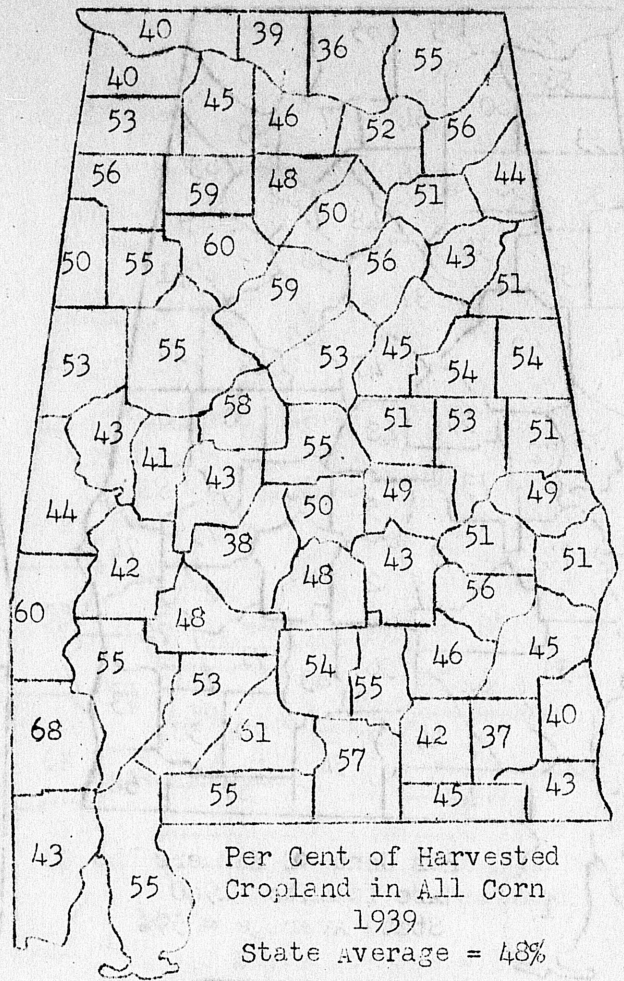 40 39 36 55
40 45 46 52 56
53
56 59 48 50 51 44
50 55 60 59 56 43 51
53 55 53 45 54 54
43 41 58 55 51 53 51
44 43 50 49 49
42 38 48 43 51 51
60 48 56
55 53 54 55 46 45
68 61 57 42 37 40
55 45 43
43 55
Per Cent of Harvested
Cropland in All Corn
1939
State Average = 48%